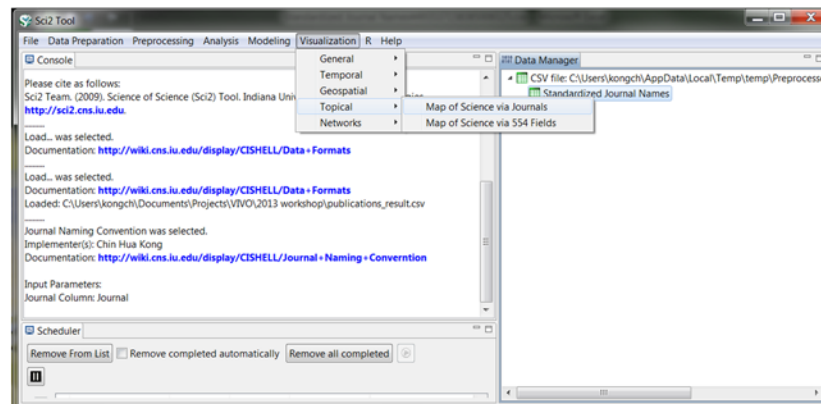 Sci2 Tool
File Data Preparation Preprocessing Analysis Modeling Visualization R Help
Console
Please cite as follows:
Sci2 Team. (2009). Science of Science (Sci2) Tool. Indiana Uni
http://sci2.cns.iu.edu.
Load... was selected.
Documentation: http://wiki.cns.iu.edu/display/CISHELL/Data+Formats
Load... was selected.
Documentation: http://wiki.cns.iu.edu/display/CISHELL/Data+Formats
Loaded: C:\Users\kongch\Documents\Projects\VIVO\2013 workshop\publications_result.csv
Journal Naming Convention was selected.
Implementer(s): Chin Hua Kong
Documentation: http://wiki.cns.iu.edu/display/CISHELL/Journal+Naming+Converntion
Input Parameters:
Journal Column: Journal
General
Temporal
Geospatial
Topical
Networks
Map of Science via Journals
Map of Science via 554 Fields
Data Manager
CSV file: C:\Users\kongch\AppData\Local\Temp\temp\Preprocesse
Standardized Journal Names
Scheduler
Remove From List Remove completed automatically Remove all completed